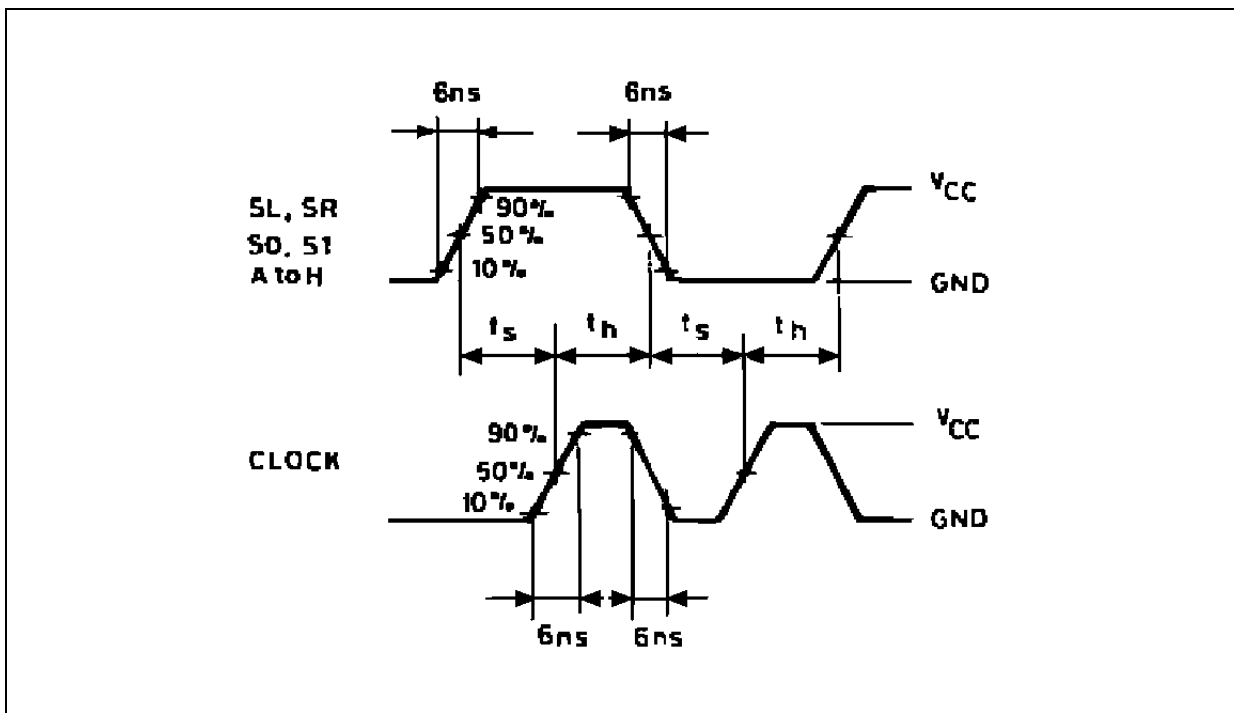 6ns 6ns
SL, SR
S0, S1
A to H
90%
50%
10%
VCC
GND
ts th ts th
CLOCK
90%
50%
10%
VCC
GND
6ns 6ns